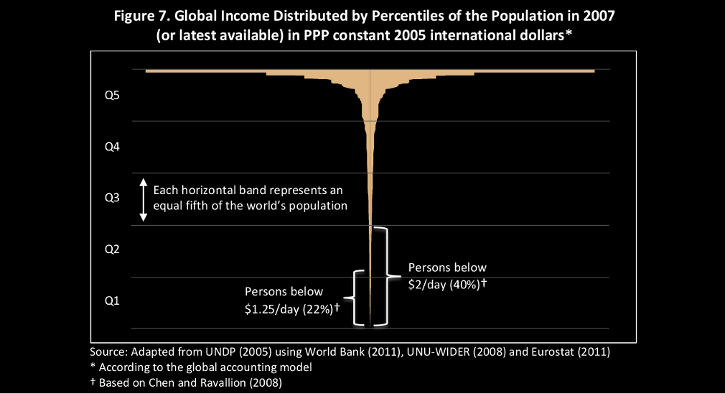 Figure 7. Global Income Distributed by Percentiles of the Population in 2007
(or latest available) in PPP constant 2005 international dollars*
Q5
Q4
Q3
Each horizontal band represents an
equal fifth of the world's population
Q2
Persons below
$2/day (40%)†
Q1
Persons below
$1.25/day (22%)†
Source: Adapted from UNDP (2005) using World Bank (2011), UNU-WIDER (2008) and Eurostat (2011)
* According to the global accounting model
† Based on Chen and Ravallion (2008)